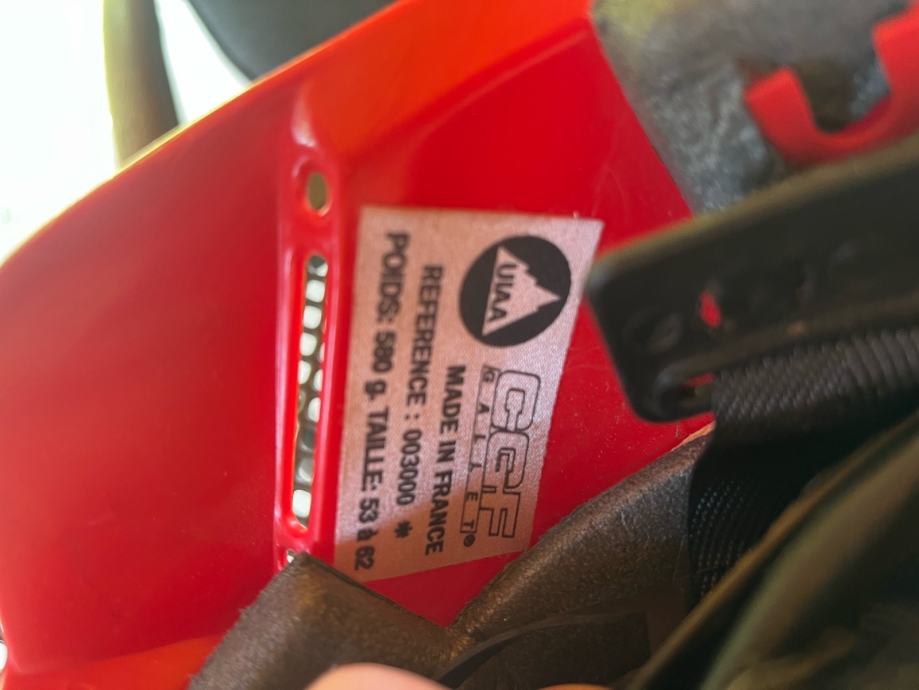 UIAA
CGF
GALLET®
MADE IN FRANCE
REFERENCE : 003000 *
POIDS: 580 g. TAILLE: 53 à 62